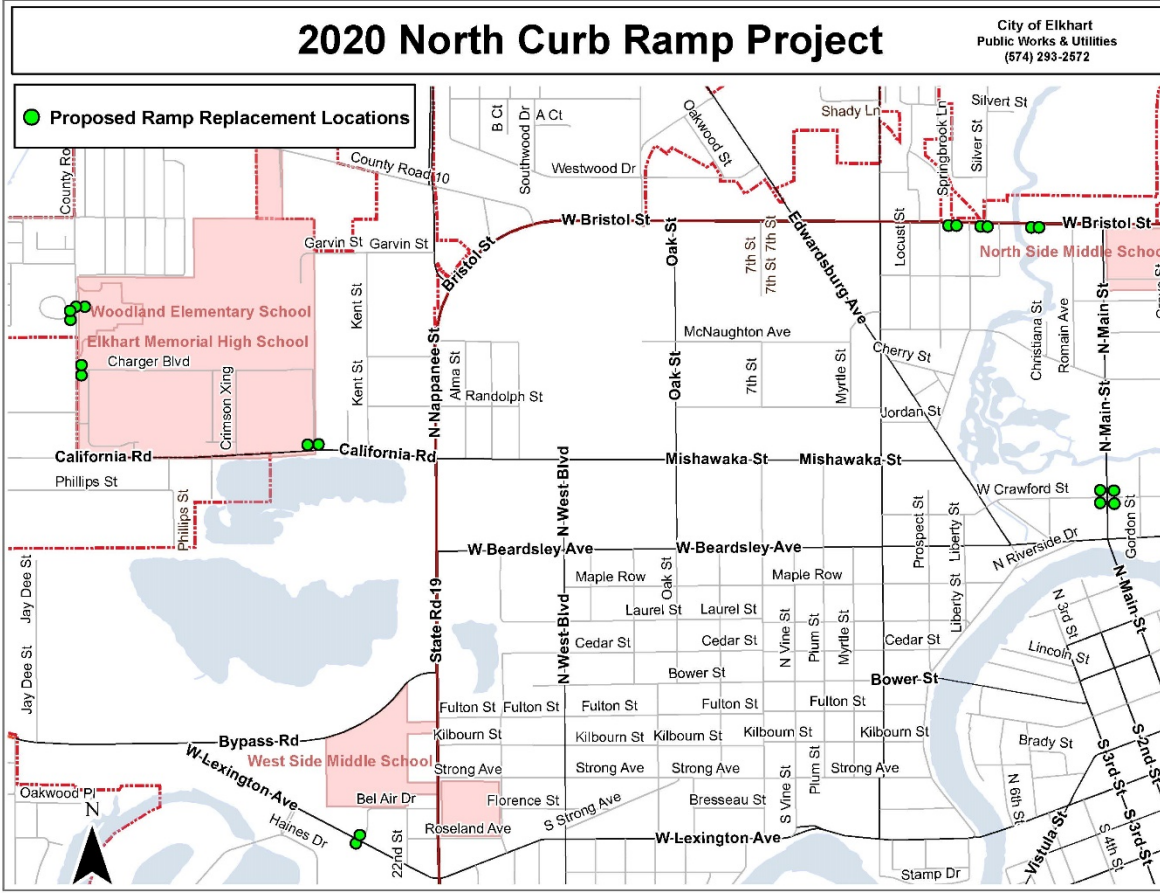 2020 North Curb Ramp Project
City of Elkhart
Public Works & Utilities
(574) 293-2572
Proposed Ramp Replacement Locations
County Ro
County Road 10
B Ct
A Ct
Southwood Dr
Westwood Dr
Oakwood St
Shady Ln
Springbrook Ln
Silvert St
Silver St
W Bristol St
W Bristol St
Bristol St
Garvin St
Garvin St
Oak St
7th St
7th St
7th St
Edwardsburg Ave
Locust St
North Side Middle Schoo
Woodland Elementary School
Elkhart Memorial High School
Charger Blvd
Crimson Xing
Kent St
Kent St
N Nappanee St
Alma St
Randolph St
McNaughton Ave
Oak St
7th St
Myrtle St
Cherry St
Jordan St
Christiana St
Romain Ave
N Main St
N Main St
California Rd
California Rd
Mishawaka St
Mishawaka St
Phillips St
Phillips St
N West Blvd
W Crawford St
Prospect St
Liberty St
Gordon St
W Beardsley Ave
W Beardsley Ave
N Riverside Dr
Jay Dee St
Jay Dee St
State Rd 19
N West Blvd
Maple Row
Oak St
Maple Row
Laurel St
Laurel St
Cedar St
Cedar St
N Vine St
Plum St
Myrtle St
Cedar St
Liberty St
N Main St
N 3rd St
Lincoln St
Bower St
Bower St
Fulton St
Fulton St
Fulton St
Fulton St
Fulton St
Bypass Rd
Kilbourn St
Kilbourn St
Kilbourn St
Kilbourn St
Kilbourn St
Brady St
S 2nd St
S 3rd St
West Side Middle School
W Lexington Ave
Strong Ave
Strong Ave
Strong Ave
Plum St
Strong Ave
Oakwood Pl
N
Haines Dr
Bel Air Dr
Florence St
S Strong Ave
Bresseau St
S Vine St
N 6th St
22nd St
Roseland Ave
W Lexington Ave
Vistula St
S 4th St
S 3rd St
Stamp Dr